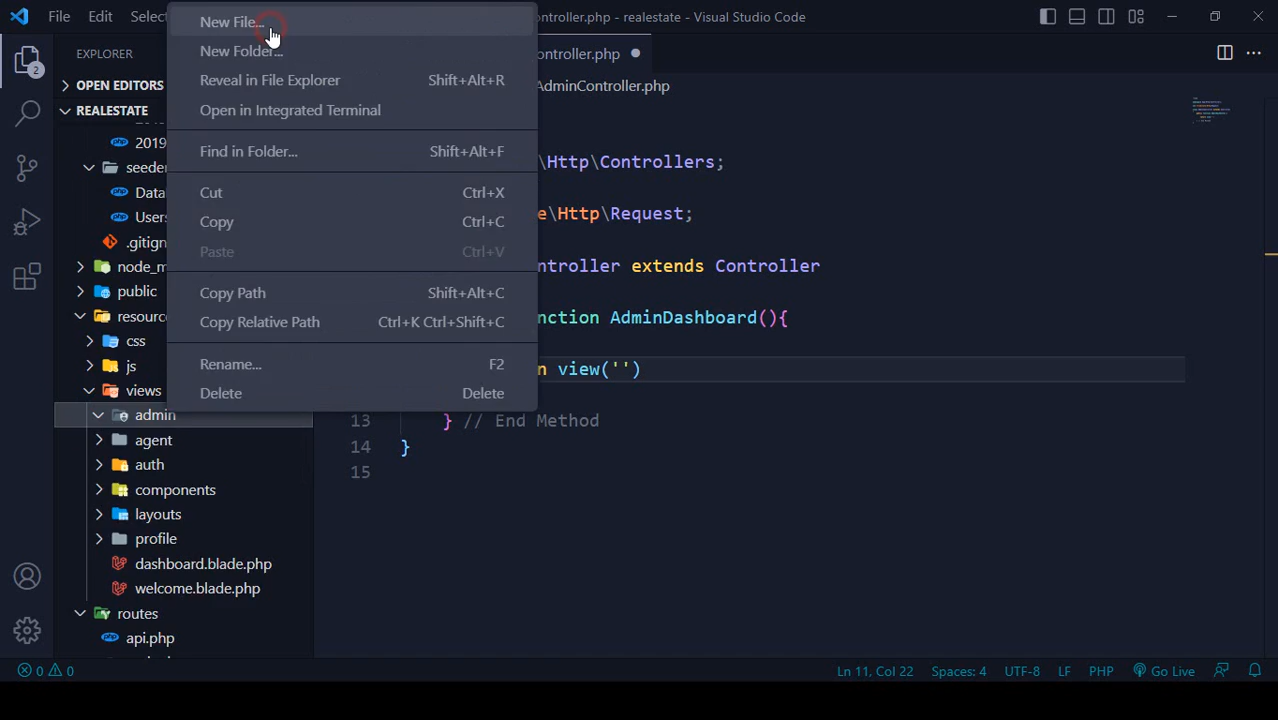 File Edit Select ontroller.php - realestate - Visual Studio Code
New File...
New Folder...
Reveal in File Explorer Shift+Alt+R
Open in Integrated Terminal
Find in Folder... Shift+Alt+F
Cut Ctrl+X
Copy Ctrl+C
Paste Ctrl+V
Copy Path Shift+Alt+C
Copy Relative Path Ctrl+K Ctrl+Shift+C
Rename... F2
Delete Delete
EXPLORER
2
OPEN EDITORS
REALESTATE
2019
seeder
Data
Users
.gitign
node_m
public
resourc
css
js
views
admin
agent
auth
components
layouts
profile
dashboard.blade.php
welcome.blade.php
routes
api.php
ontroller.php
AdminController.php
\Http\Controllers;
e\Http\Request;
ntroller extends Controller
nction AdminDashboard(){
n view('')
13 } // End Method
14 }
15
0 0
Ln 11, Col 22 Spaces: 4 UTF-8 LF PHP Go Live